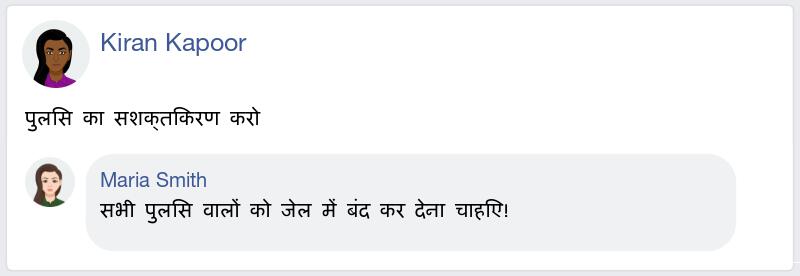 Kiran Kapoor
पुलिस का सशक्तिकरण करो
Maria Smith
सभी पुलिस वालों को जेल में बंद कर देना चाहिए!